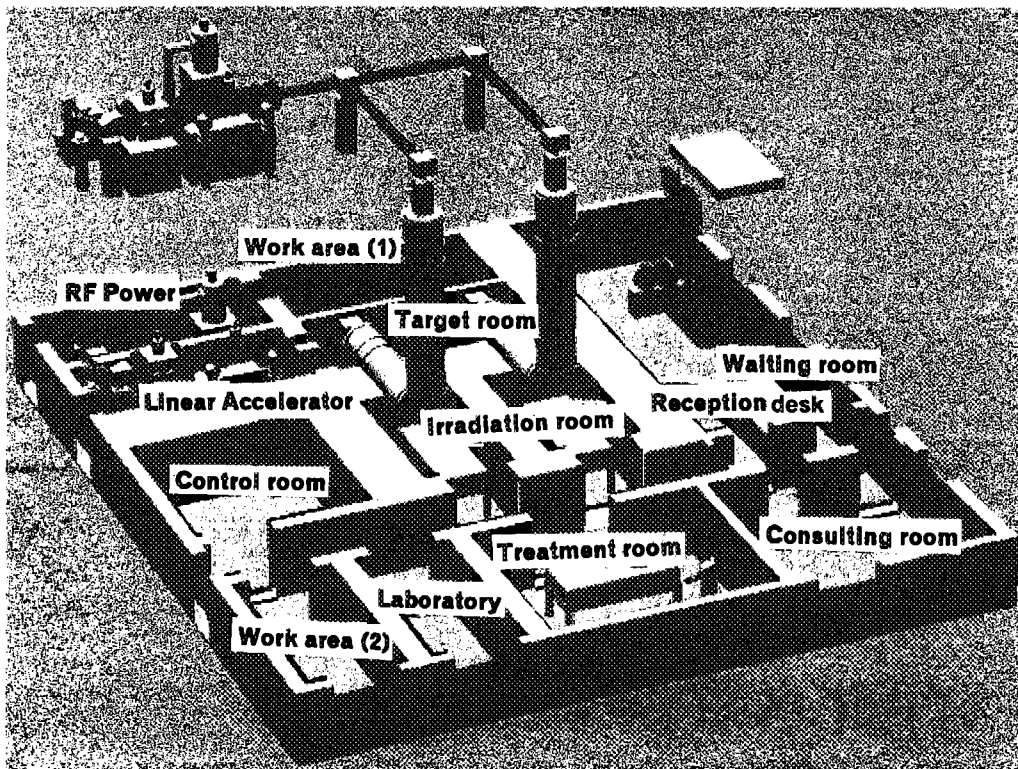 Work area (1)
RF Power
Target room
Waiting room
Linear Accelerator
Reception desk
Irradiation room
Control room
Consulting room
Treatment room
Laboratory
Work area (2)